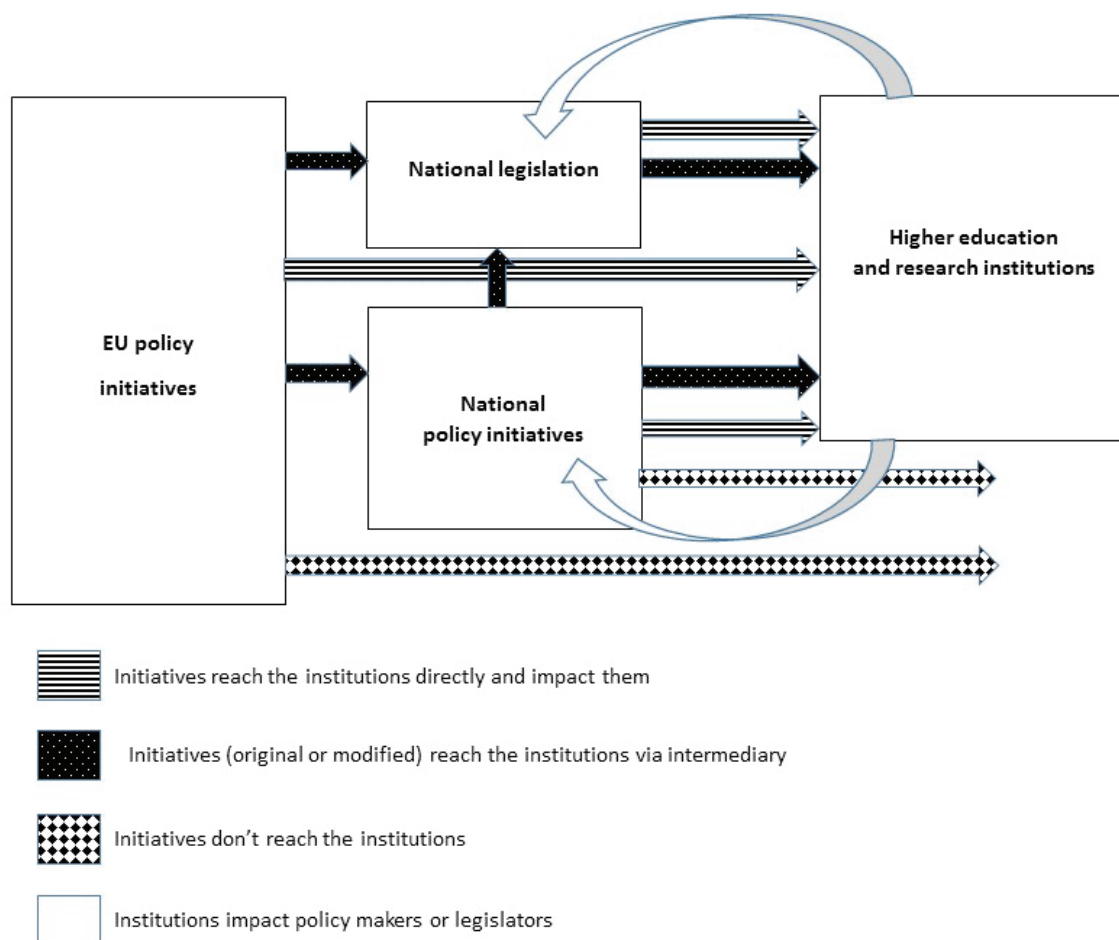 National legislation
Higher education
and research institutions
EU policy
initiatives
National
policy initiatives
Initiatives reach the institutions directly and impact them
Initiatives (original or modified) reach the institutions via intermediary
Initiatives don’t reach the institutions
Institutions impact policy makers or legislators